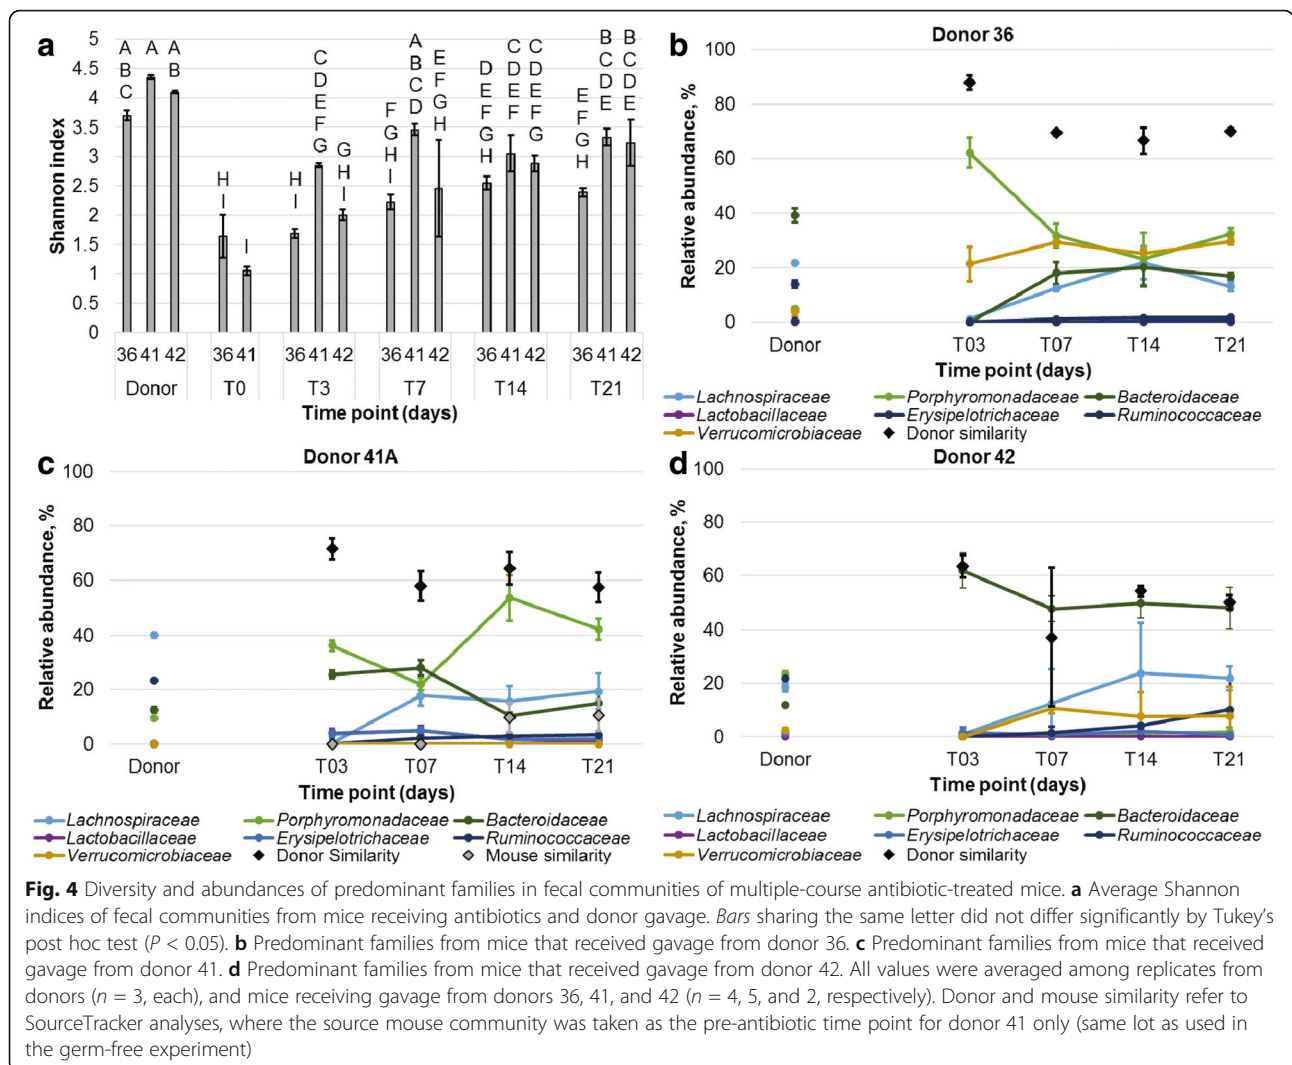 a
5
4.5
4
3.5
3
2.5
2
1.5
1
0.5
0
Shannon index
A B C
A
A B
H I
I
H I
C D E F G
G H I
F G H I
A B C D
E F G H
D E F G H
C D E F
C D E F G
E F G H
B C D E
B C D E
36 41 42 36 41 36 41 42 36 41 42 36 41 42 36 41 42
Donor T0 T3 T7 T14 T21
Time point (days)
b
Donor 36
100
80
60
40
20
0
Relative abundance, %
Donor T03 T07 T14 T21
Time point (days)
Lachnospiraceae Porphyromonadaceae Bacteroidaceae
Lactobacillaceae Erysipelotrichaceae Ruminococcaceae
Verrucomicrobiaceae Donor similarity
c
Donor 41A
100
80
60
40
20
0
Relative abundance, %
Donor T03 T07 T14 T21
Time point (days)
Lachnospiraceae Porphyromonadaceae Bacteroidaceae
Lactobacillaceae Erysipelotrichaceae Ruminococcaceae
Verrucomicrobiaceae Donor Similarity Mouse similarity
d
Donor 42
100
80
60
40
20
0
Relative abundance, %
Donor T03 T07 T14 T21
Time point (days)
Lachnospiraceae Porphyromonadaceae Bacteroidaceae
Lactobacillaceae Erysipelotrichaceae Ruminococcaceae
Verrucomicrobiaceae Donor similarity
Fig. 4 Diversity and abundances of predominant families in fecal communities of multiple-course antibiotic-treated mice. a Average Shannon
indices of fecal communities from mice receiving antibiotics and donor gavage. Bars sharing the same letter did not differ significantly by Tukey's
post hoc test (P < 0.05). b Predominant families from mice that received gavage from donor 36. c Predominant families from mice that received
gavage from donor 41. d Predominant families from mice that received gavage from donor 42. All values were averaged among replicates from
donors (n = 3, each), and mice receiving gavage from donors 36, 41, and 42 (n = 4, 5, and 2, respectively). Donor and mouse similarity refer to
SourceTracker analyses, where the source mouse community was taken as the pre-antibiotic time point for donor 41 only (same lot as used in
the germ-free experiment)